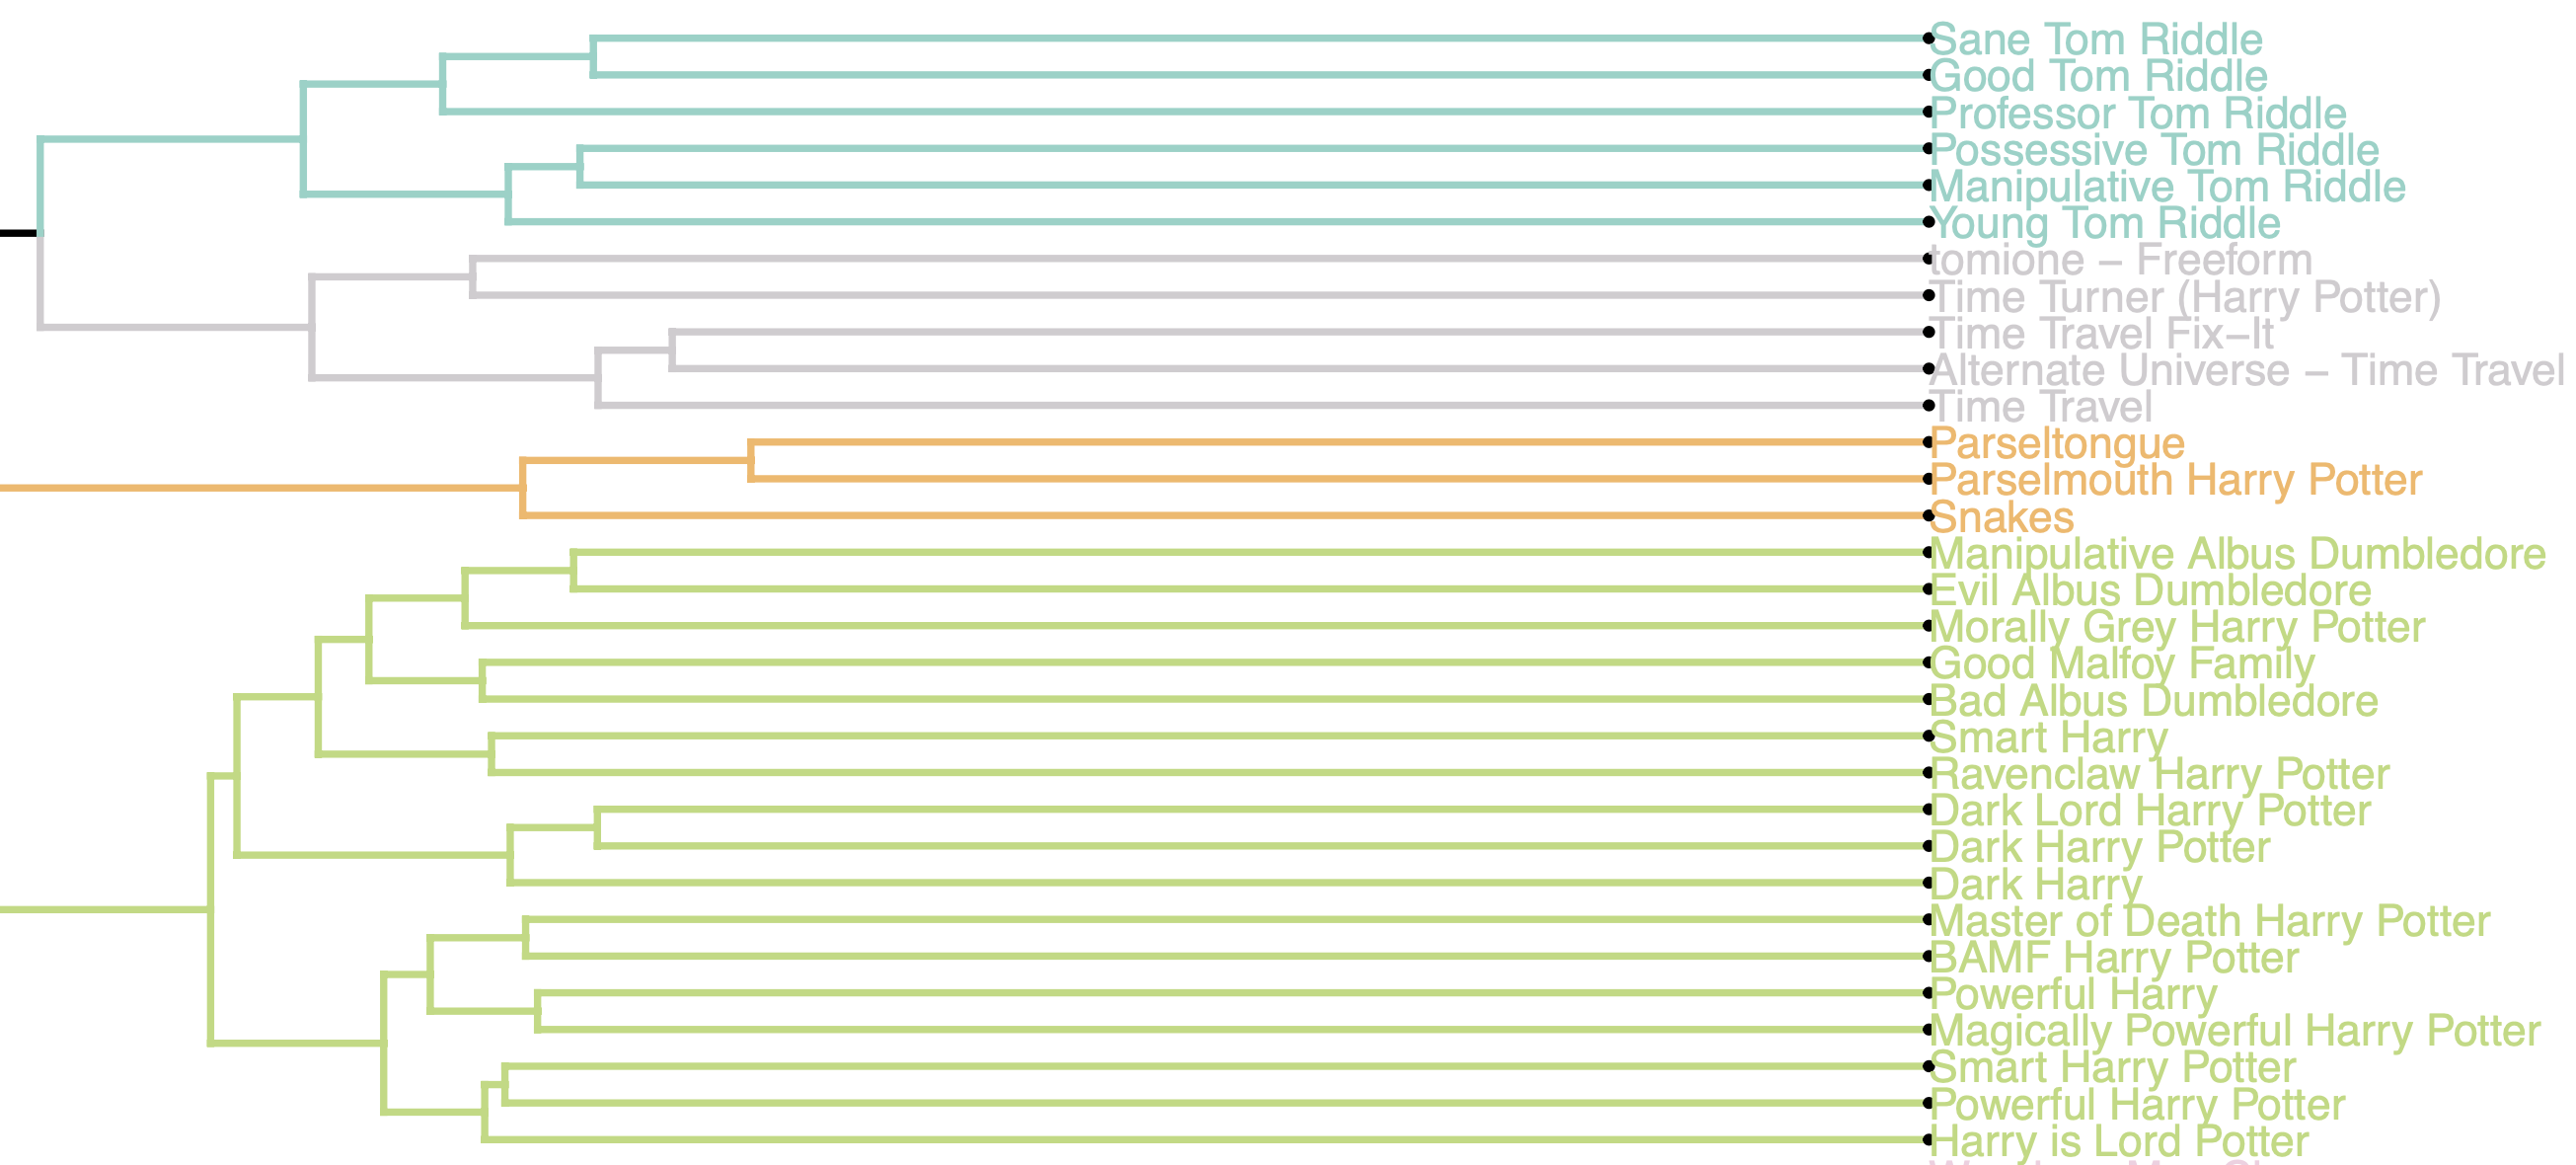 Sane Tom Riddle
Good Tom Riddle
Professor Tom Riddle
Possessive Tom Riddle
Manipulative Tom Riddle
Young Tom Riddle
tomione – Freeform
Time Turner (Harry Potter)
Time Travel Fix–It
Alternate Universe – Time Travel
Time Travel
Parseltongue
Parselmouth Harry Potter
Snakes
Manipulative Albus Dumbledore
Evil Albus Dumbledore
Morally Grey Harry Potter
Good Malfoy Family
Bad Albus Dumbledore
Smart Harry
Ravenclaw Harry Potter
Dark Lord Harry Potter
Dark Harry Potter
Dark Harry
Master of Death Harry Potter
BAMF Harry Potter
Powerful Harry
Magically Powerful Harry Potter
Smart Harry Potter
Powerful Harry Potter
Harry is Lord Potter